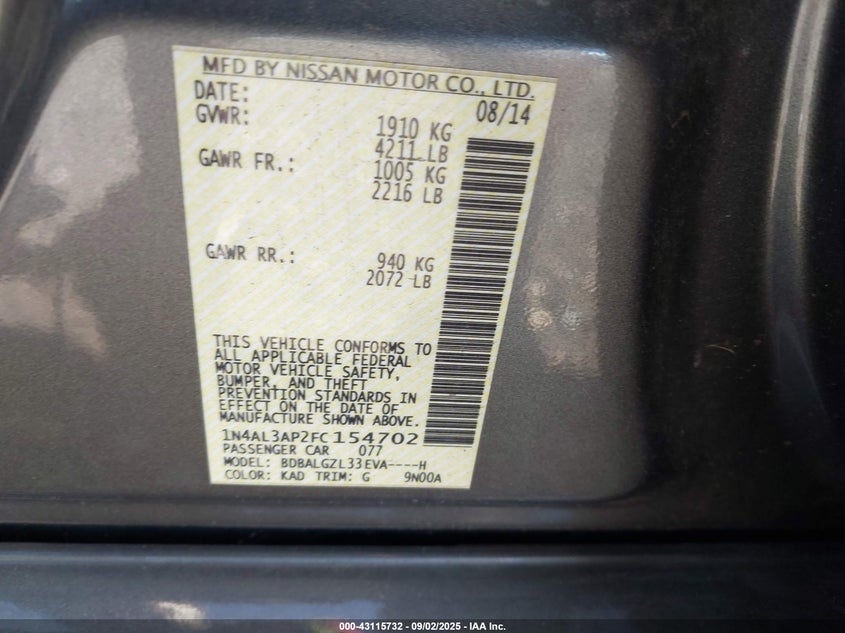 MFD BY NISSAN MOTOR CO., LTD.
DATE: 08/14
GVWR: 1910 KG
4211 LB
GAWR FR.: 1005 KG
2216 LB
GAWR RR.: 940 KG
2072 LB
THIS VEHICLE CONFORMS TO
ALL APPLICABLE FEDERAL
MOTOR VEHICLE SAFETY,
BUMPER, AND THEFT
PREVENTION STANDARDS IN
EFFECT ON THE DATE OF
MANUFACTURE SHOWN ABOVE.
1N4AL3AP2FC154702
PASSENGER CAR 077
MODEL: BDBALGZL33EVA----H
COLOR: KAD TRIM: G 9N00A
000-43115732 - 09/02/2025 - IAA Inc.